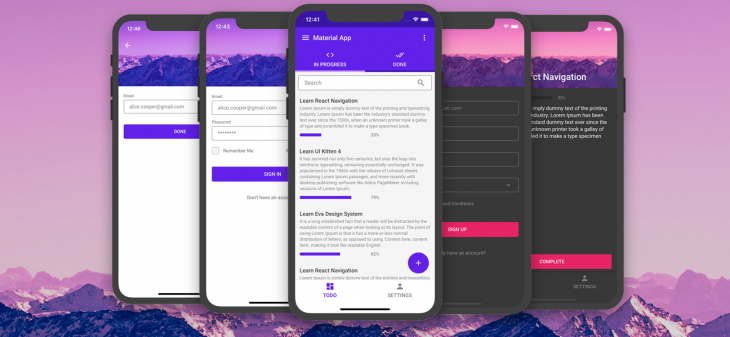 12:46
Email
alice.cooper@gmail.com
DONE
12:43
Email
alice.cooper@gmail.com
Password
Remember Me
SIGN IN
Don't have an acco
12:41
Material App
IN PROGRESS
DONE
Search
Learn React Navigation
Lorem Ipsum is simply dummy text of the printing and typesetting
industry. Lorem Ipsum has been the industry's standard dummy
text ever since the 1500s, when an unknown printer took a galley
of type and scrambled it to make a type specimen book.
33%
Learn UI Kitten 4
It has survived not only five centuries, but also the leap into
electronic typesetting, remaining essentially unchanged. It was
popularised in the 1960s with the release of Letraset sheets
containing Lorem Ipsum passages, and more recently with
desktop publishing software like Aldus PageMaker including
versions of Lorem Ipsum.
79%
Learn Eva Design System
It is a long established fact that a reader will be distracted by the
readable content of a page when looking at its layout. The point of
using Lorem Ipsum is that it has a more-or-less normal
distribution of letters, as opposed to using 'Content here, content
here', making it look like readable English.
62%
Learn React Navigation
Lorem Ipsum is simply dummy text of the printing and typesetting
TODO
SETTINGS
mail.com
and Conditions
SIGN UP
dy have an account?
ct Navigation
33%
mply dummy text of the printing
dustry. Lorem Ipsum has been
tandard dummy text ever since the
known printer took a galley of
led it to make a type specimen
COMPLETE
SETTINGS